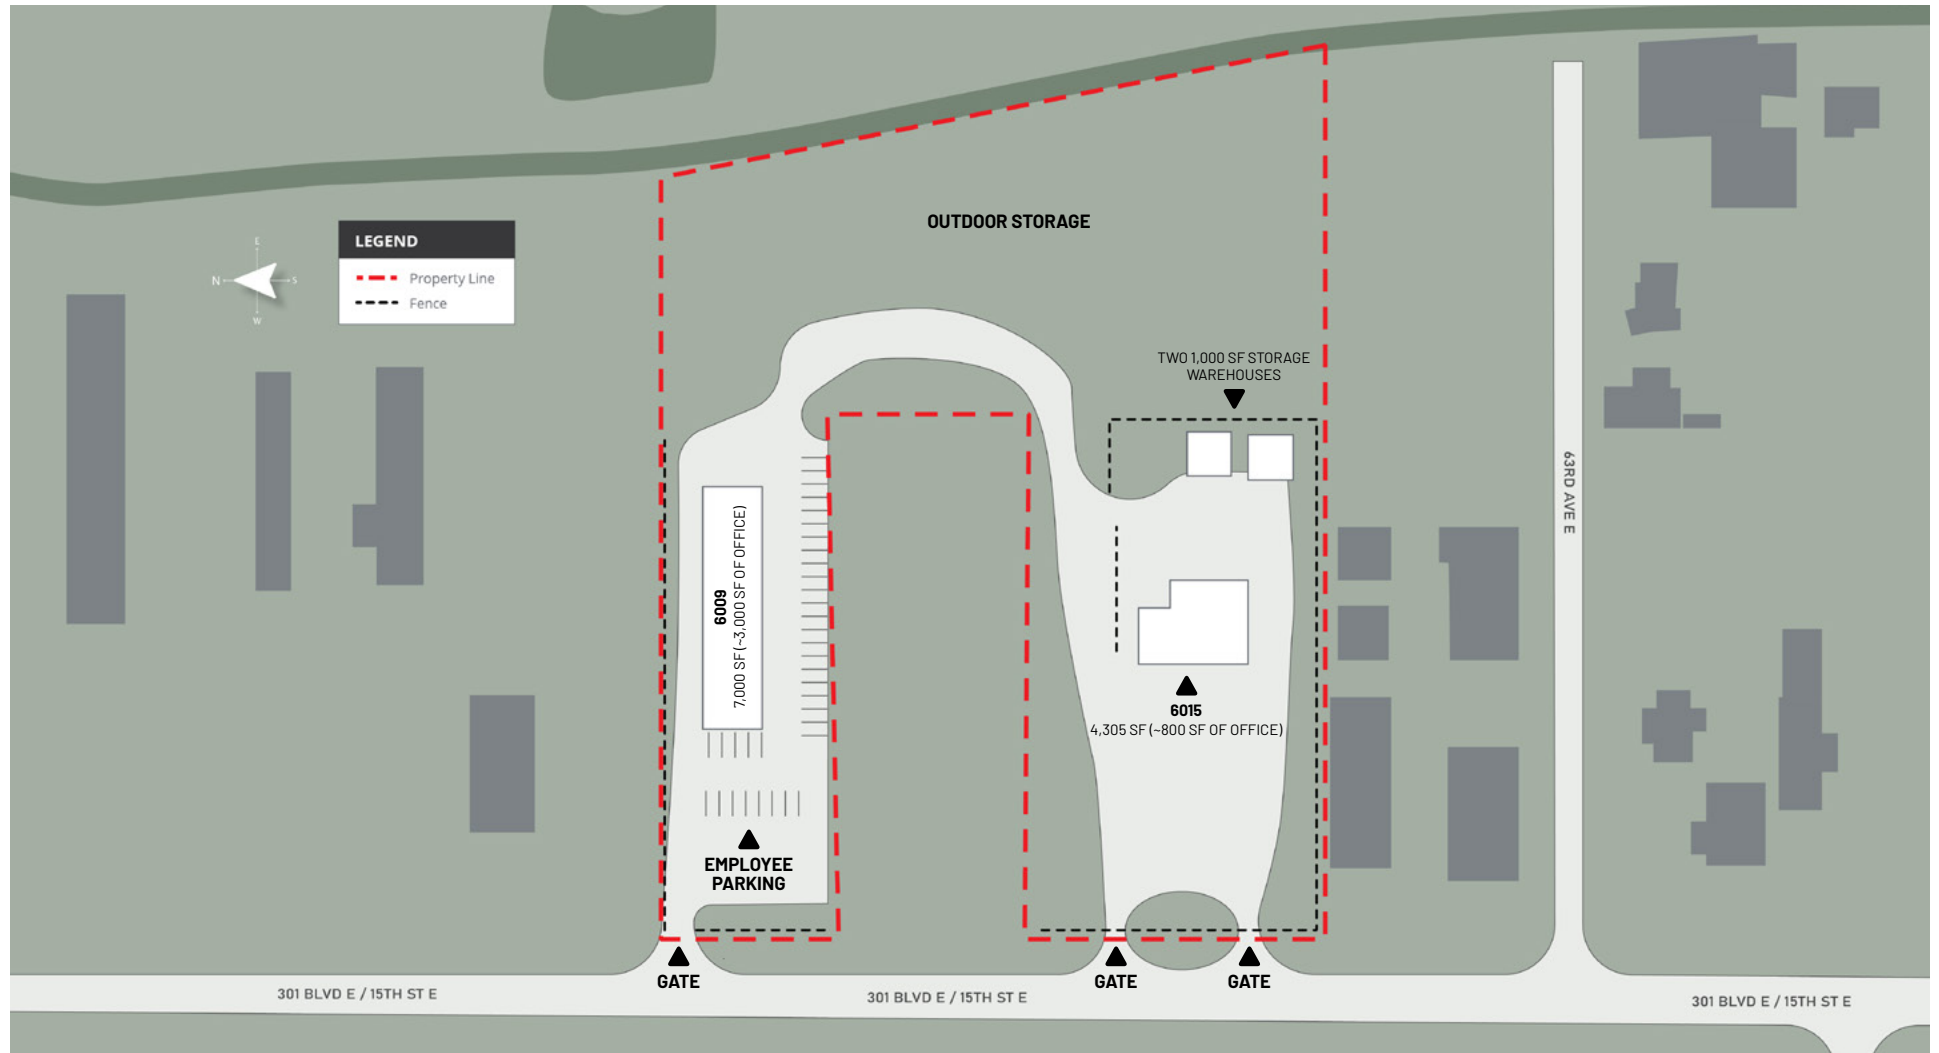 OUTDOOR STORAGE
E
N
S
W
LEGEND
Property Line
Fence
TWO 1,000 SF STORAGE
WAREHOUSES
63RD AVE E
6009
7,000 SF (~3,000 SF OF OFFICE)
6015
4,305 SF (~800 SF OF OFFICE)
EMPLOYEE
PARKING
GATE
GATE
GATE
301 BLVD E / 15TH ST E
301 BLVD E / 15TH ST E
301 BLVD E / 15TH ST E